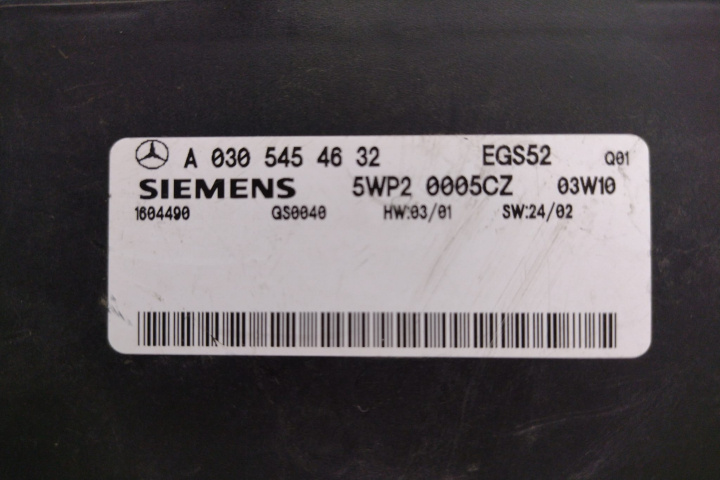 A 030 545 46 32 EGS52 Q01
SIEMENS 5WP2 0005CZ 03W10
1604490 GS0040 HW:03/01 SW:24/02